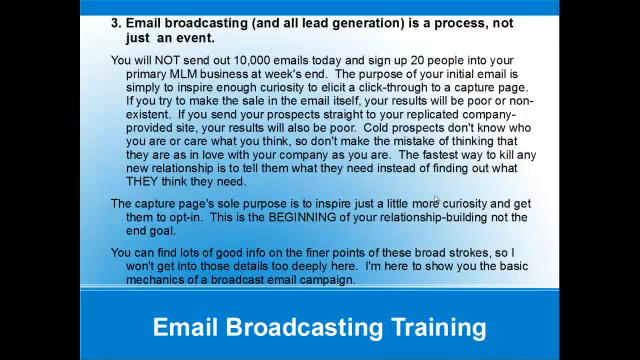 3. Email broadcasting (and all lead generation) is a process, not
just an event.
You will NOT send out 10,000 emails today and sign up 20 people into your
primary MLM business at week's end. The purpose of your initial email is
simply to inspire enough curiosity to elicit a click-through to a capture page.
If you try to make the sale in the email itself, your results will be poor or non-
existent. If you send your prospects straight to your replicated company-
provided site, your results will also be poor. Cold prospects don't know who
you are or care what you think, so don't make the mistake of thinking that
they are as in love with your company as you are. The fastest way to kill any
new relationship is to tell them what they need instead of finding out what
THEY think they need.
The capture page's sole purpose is to inspire just a little more curiosity and get
them to opt-in. This is the BEGINNING of your relationship-building not the
end goal.
You can find lots of good info on the finer points of these broad strokes, so I
won't get into those details too deeply here. I'm here to show you the basic
mechanics of a broadcast email campaign.
Email Broadcasting Training